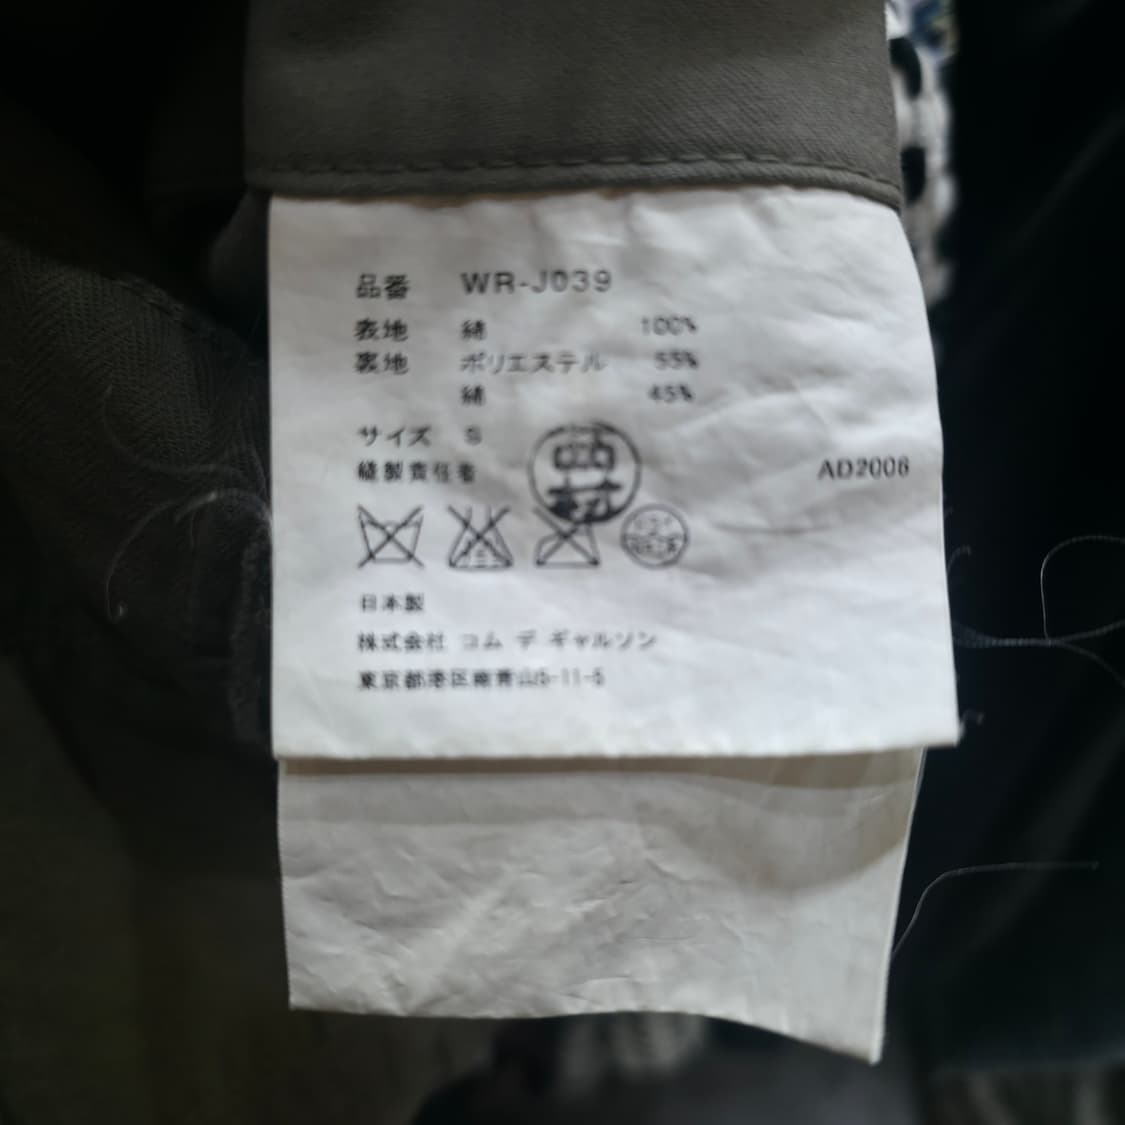 品番 WR-J039
表地 綿 100%
裏地 ポリエステル 55%
綿 45%
サイズ S
縫製責任者 西村
AD2006
日本製
株式会社 コム デ ギャルソン
東京都港区南青山5-11-5